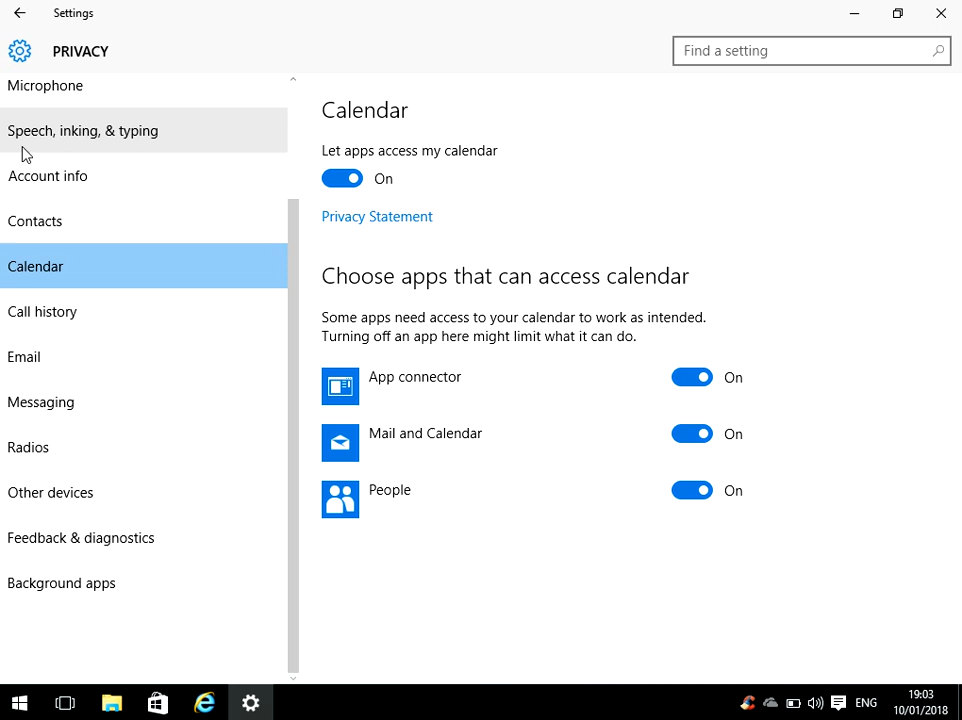 Settings
PRIVACY
Find a setting
Microphone
Speech, inking, & typing
Account info
Contacts
Calendar
Call history
Email
Messaging
Radios
Other devices
Feedback & diagnostics
Background apps
Calendar
Let apps access my calendar
On
Privacy Statement
Choose apps that can access calendar
Some apps need access to your calendar to work as intended.
Turning off an app here might limit what it can do.
App connector On
Mail and Calendar On
People On
ENG
19:03
10/01/2018